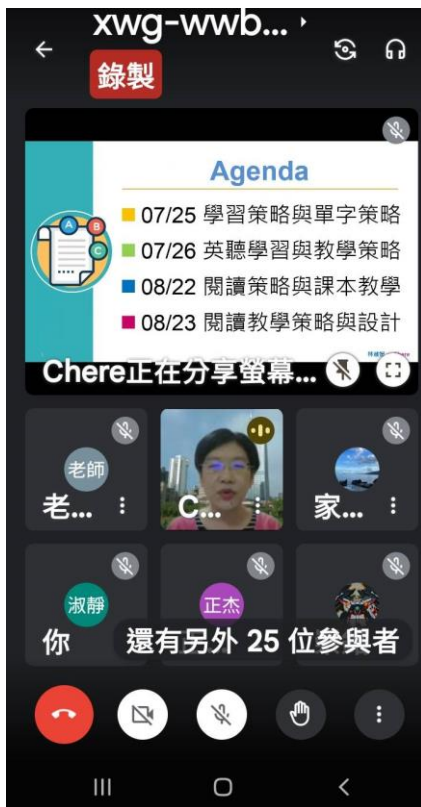 xwg-wwb...
錄製
Agenda
07/25 學習策略與單字策略
07/26 英聽學習與教學策略
08/22 閱讀策略與課本教學
08/23 閱讀教學策略與設計
A
B
C
Chere正在分享螢幕...
老師
老...
C...
家...
淑靜
你
正杰
還有另外 25 位參與者